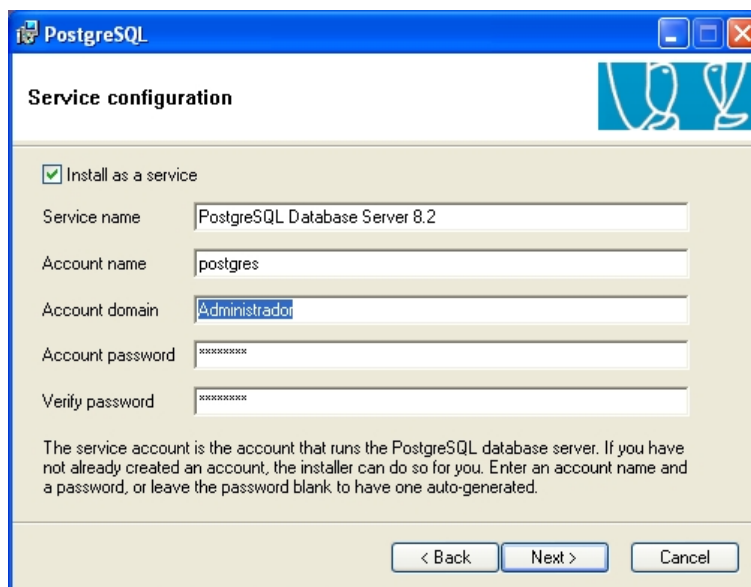 PostgreSQL
Service configuration
Install as a service
Service name
PostgreSQL Database Server 8.2
Account name
postgres
Account domain
Administrador
Account password
********
Verify password
********
The service account is the account that runs the PostgreSQL database server. If you have
not already created an account, the installer can do so for you. Enter an account name and
a password, or leave the password blank to have one auto-generated.
< Back
Next >
Cancel